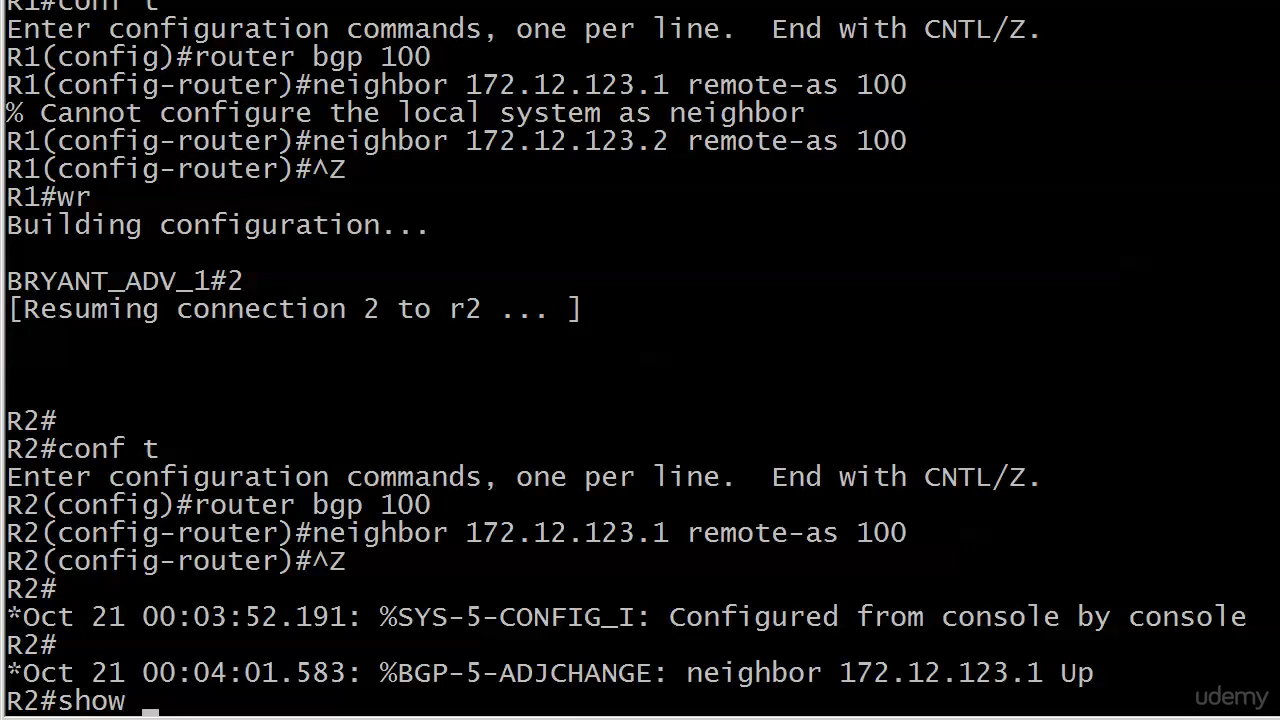 R1#conf t
Enter configuration commands, one per line.  End with CNTL/Z.
R1(config)#router bgp 100
R1(config-router)#neighbor 172.12.123.1 remote-as 100
% Cannot configure the local system as neighbor
R1(config-router)#neighbor 172.12.123.2 remote-as 100
R1(config-router)#^Z
R1#wr
Building configuration...
BRYANT_ADV_1#2
[Resuming connection 2 to r2 ... ]
R2#
R2#conf t
Enter configuration commands, one per line.  End with CNTL/Z.
R2(config)#router bgp 100
R2(config-router)#neighbor 172.12.123.1 remote-as 100
R2(config-router)#^Z
R2#
*Oct 21 00:03:52.191: %SYS-5-CONFIG_I: Configured from console by console
R2#
*Oct 21 00:04:01.583: %BGP-5-ADJCHANGE: neighbor 172.12.123.1 Up
R2#show _
udemy